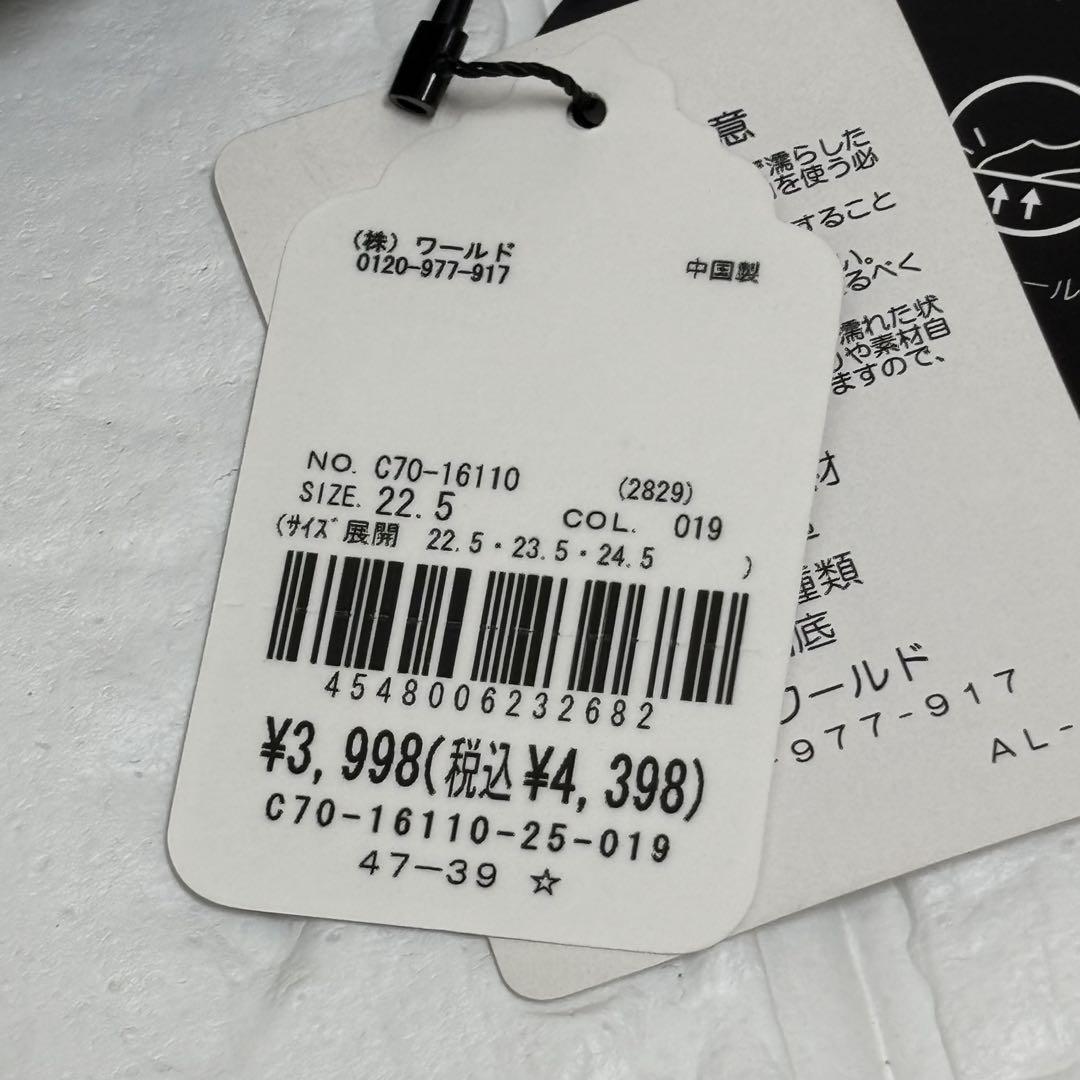 (株) ワールド
0120-977-917
中国製
NO. C70-16110
(2829)
SIZE. 22.5
COL. 019
(サイズ展開 22.5・23.5・24.5 )
4548006232682
¥3,998(税込¥4,398)
C70-16110-25-019
47-39 ☆
意
濡らした
を使う必
すること
るべく
濡れた状
や素材自
ますので、
材
種類
底
ワールド
-977-917
AL-
ール